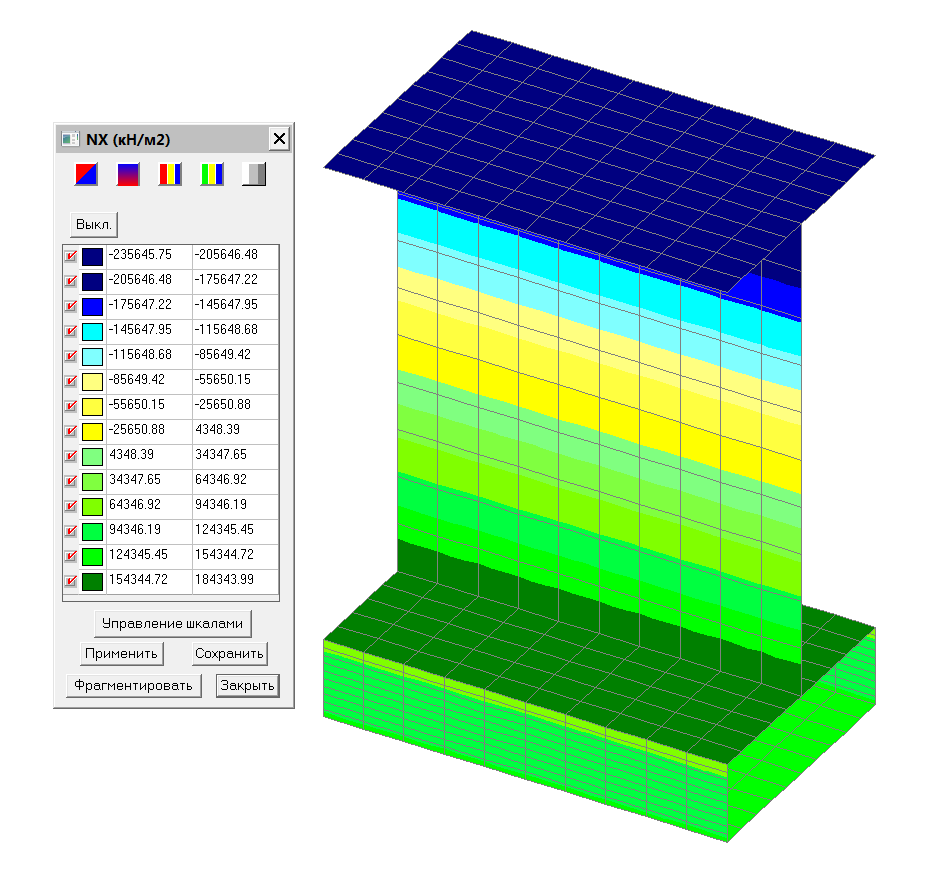 NX (кН/м2)
Выкл.
-235645.75 -205646.48
-205646.48 -175647.22
-175647.22 -145647.95
-145647.95 -115648.68
-115648.68 -85649.42
-85649.42 -55650.15
-55650.15 -25650.88
-25650.88 4348.39
4348.39 34347.65
34347.65 64346.92
64346.92 94346.19
94346.19 124345.45
124345.45 154344.72
154344.72 184343.99
Управление шкалами
Применить Сохранить
Фрагментировать Закрыть